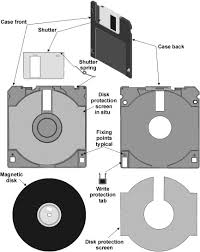 Case front
Shutter
Case back
Shutter
spring
Disk
protection
screen
in situ
Fixing
points
typical
Magnetic
disk
Write
protection
tab
Disk protection
screen